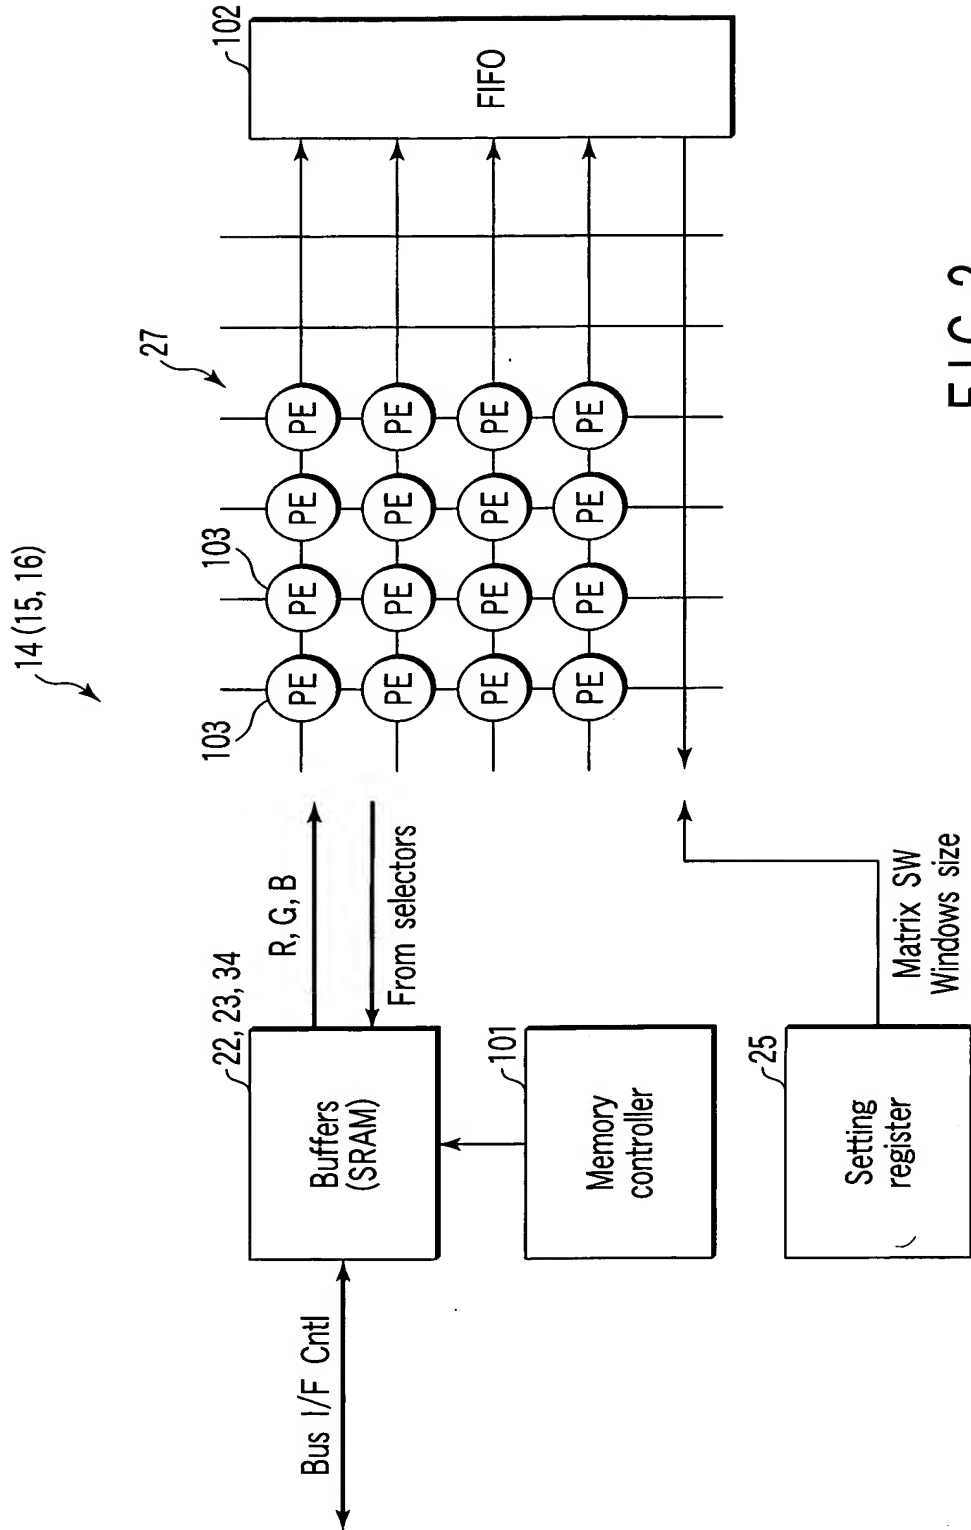 14 (15, 16)
Bus I/F Cntl
22, 23, 34
Buffers
(SRAM)
R, G, B
From selectors
101
Memory
controller
25
Setting
register
Matrix SW
Windows size
103
103
27
PE PE PE PE
PE PE PE PE
PE PE PE PE
PE PE PE PE
102
FIFO